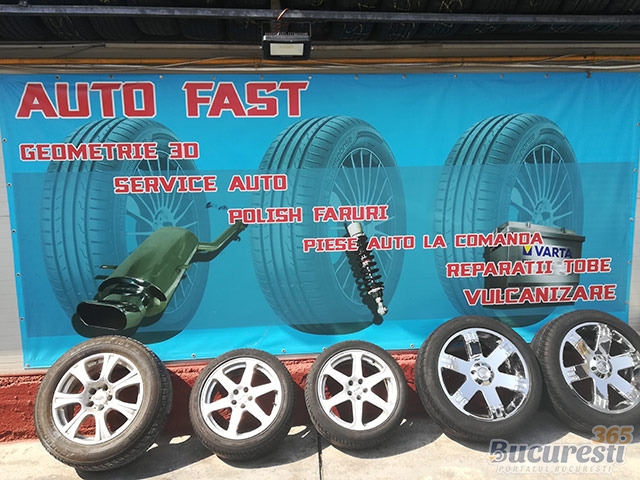 AUTO FAST
GEOMETRIE 3D
SERVICE AUTO
POLISH FARURI
PIESE AUTO LA COMANDA
VARTA
REPARATII TOBE
VULCANIZARE
365
Bucuresti
PORTALUL BUCURESTI